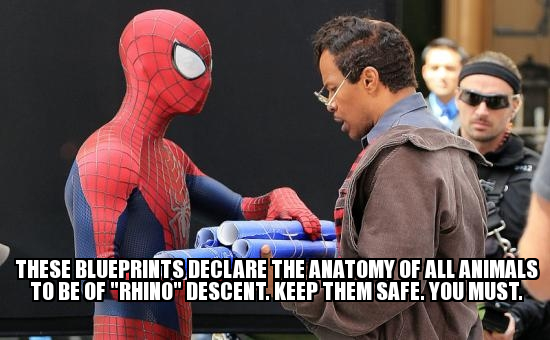 THESE BLUEPRINTS DECLARE THE ANATOMY OF ALL ANIMALS
TO BE OF "RHINO" DESCENT. KEEP THEM SAFE. YOU MUST.